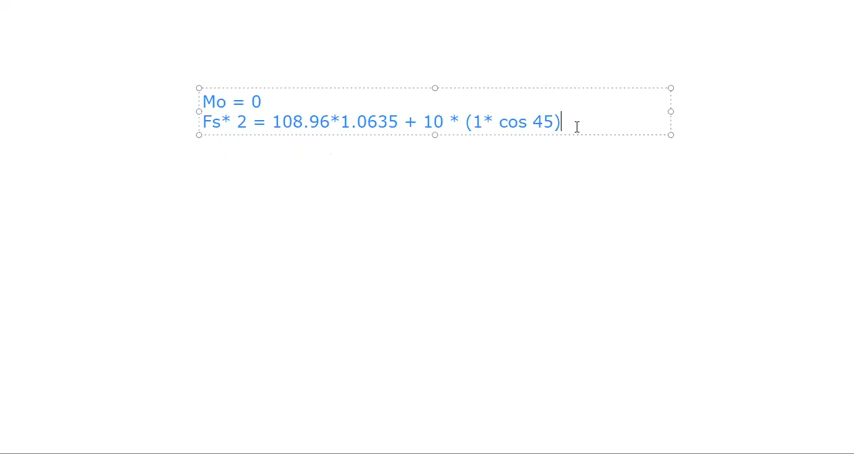 Mo = 0
Fs* 2 = 108.96*1.0635 + 10 * (1* cos 45)